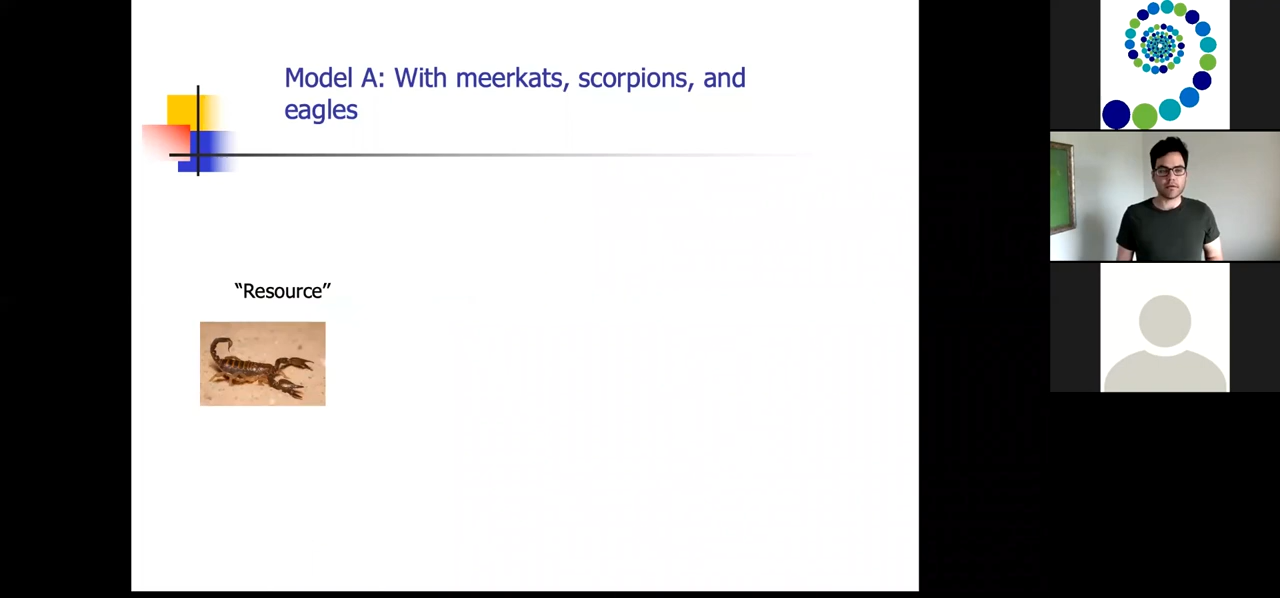 Model A: With meerkats, scorpions, and
eagles
“Resource”